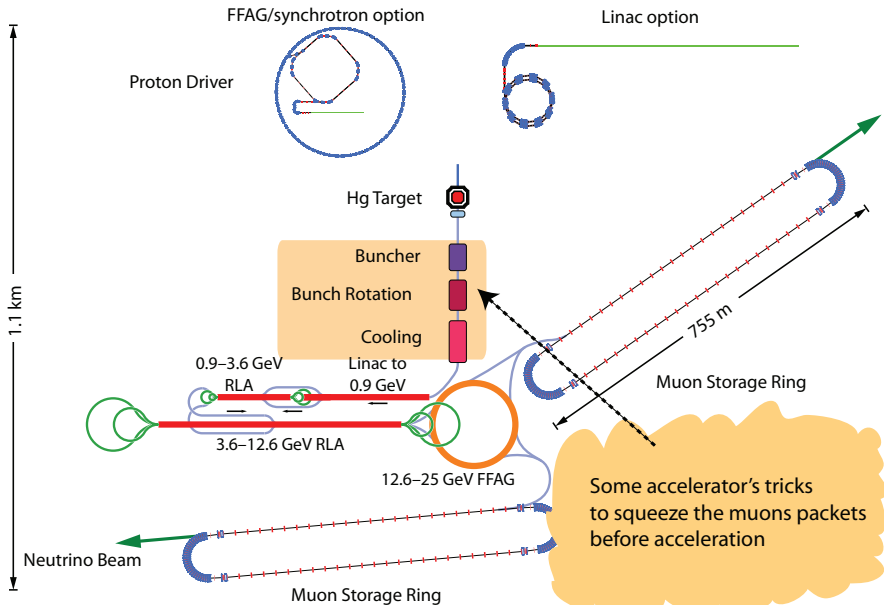 FFAG/synchrotron option
Linac option
Proton Driver
Hg Target
Buncher
Bunch Rotation
Cooling
1.1 km
755 m
0.9–3.6 GeV
RLA
Linac to
0.9 GeV
Muon Storage Ring
3.6–12.6 GeV RLA
12.6–25 GeV FFAG
Some accelerator's tricks
to squeeze the muons packets
before acceleration
Neutrino Beam
Muon Storage Ring